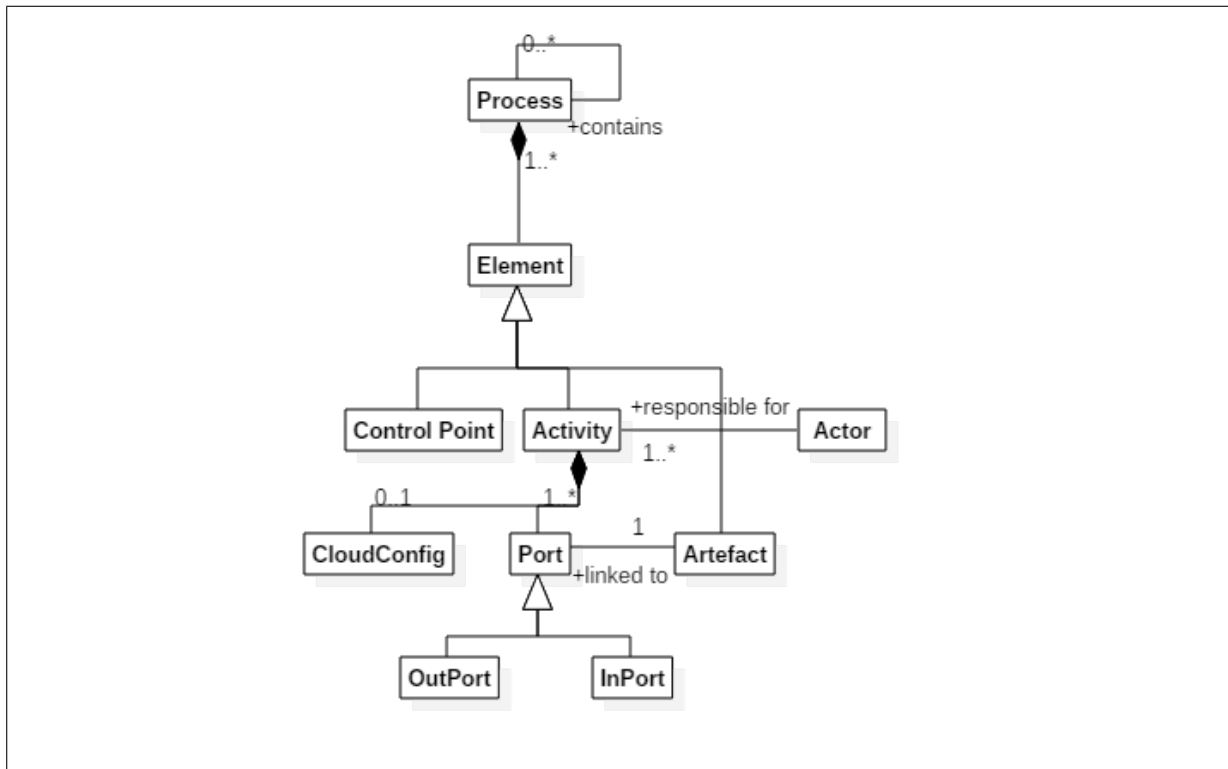 0..*
Process
+contains
1..*
Element
+responsible for
Control Point
Activity
Actor
1..*
0..1
1..*
1
CloudConfig
Port
Artefact
+linked to
OutPort
InPort